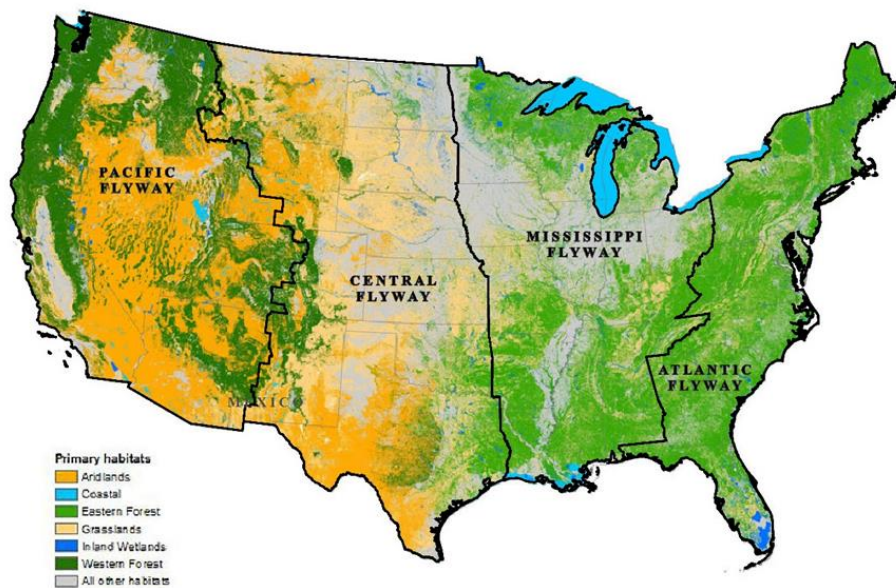 PACIFIC
FLYWAY
CENTRAL
FLYWAY
MISSISSIPPI
FLYWAY
ATLANTIC
FLYWAY
MEXICO
Primary habitats
Aridlands
Coastal
Eastern Forest
Grasslands
Inland Wetlands
Western Forest
All other habitats